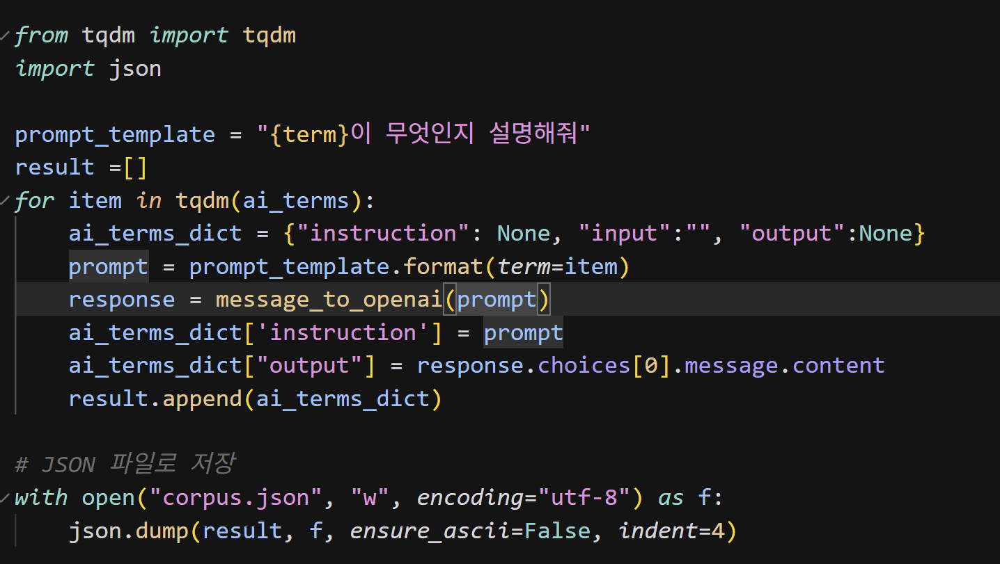 from tqdm import tqdm
import json
prompt_template = "{term}이 무엇인지 설명해줘"
result =[]
for item in tqdm(ai_terms):
    ai_terms_dict = {"instruction": None, "input":"", "output":None}
    prompt = prompt_template.format(term=item)
    response = message_to_openai(prompt)
    ai_terms_dict['instruction'] = prompt
    ai_terms_dict["output"] = response.choices[0].message.content
    result.append(ai_terms_dict)
# JSON 파일로 저장
with open("corpus.json", "w", encoding="utf-8") as f:
    json.dump(result, f, ensure_ascii=False, indent=4)